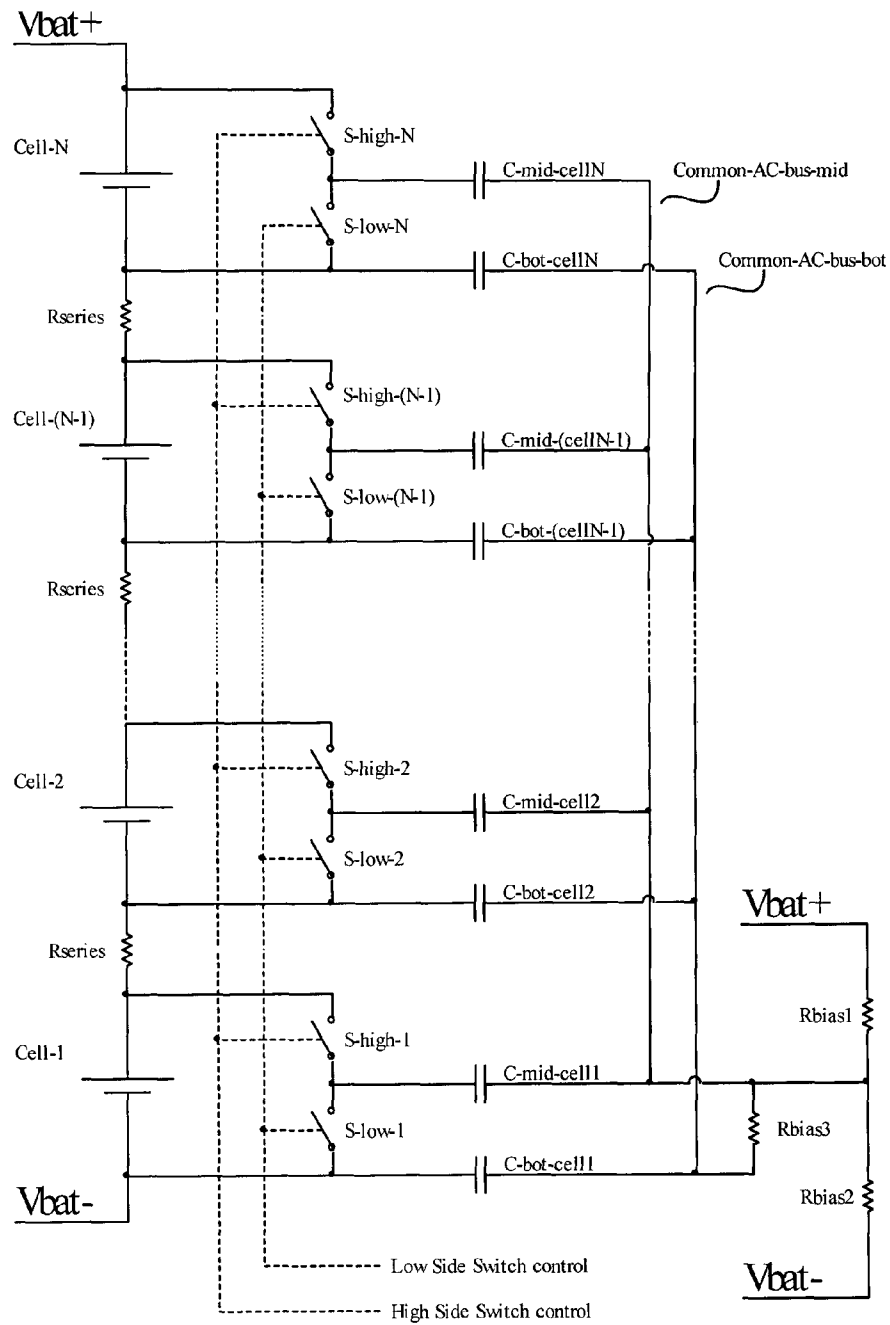 Vbat+
Cell-N
S-high-N
C-mid-cellN
Common-AC-bus-mid
S-low-N
C-bot-cellN
Common-AC-bus-bot
Rseries
Cell-(N-1)
S-high-(N-1)
C-mid-(cellN-1)
S-low-(N-1)
C-bot-(cellN-1)
Rseries
Cell-2
S-high-2
C-mid-cell2
S-low-2
C-bot-cell2
Vbat+
Rseries
Rbias1
Cell-1
S-high-1
C-mid-cell1
S-low-1
Rbias3
C-bot-cell1
Vbat-
Rbias2
Low Side Switch control
Vbat-
High Side Switch control